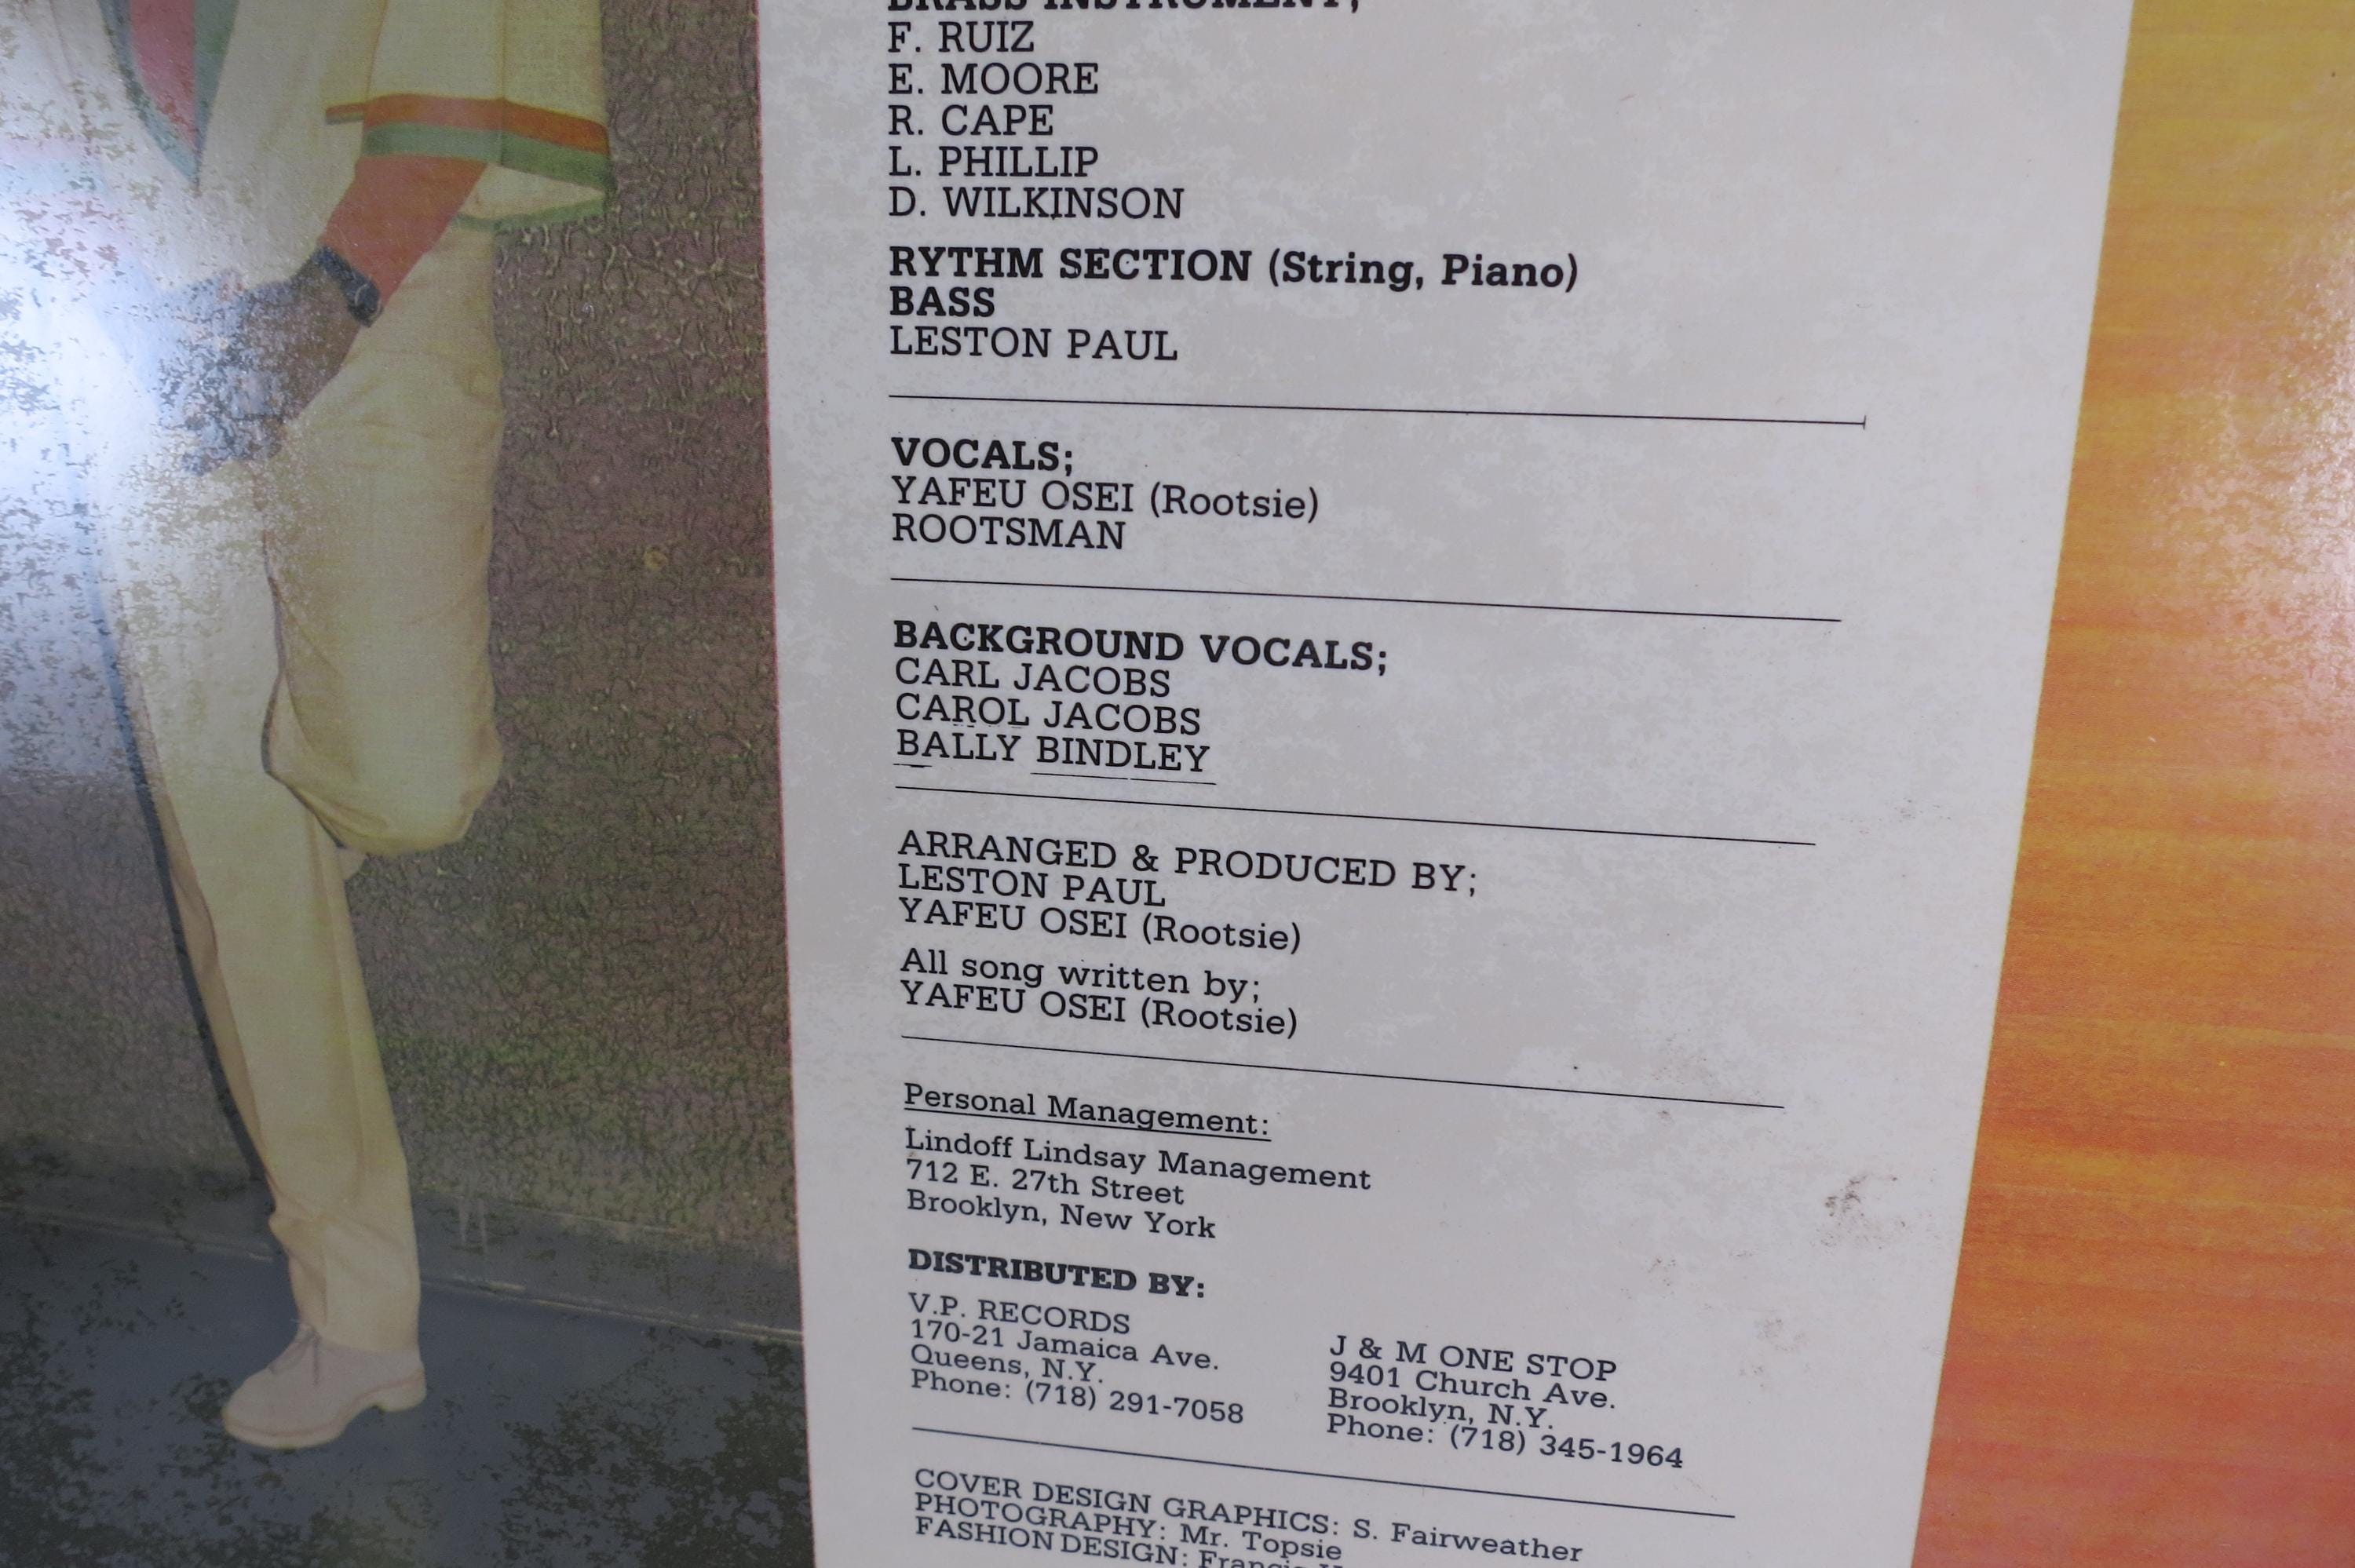 BRASS INSTRUMENT;
F. RUIZ
E. MOORE
R. CAPE
L. PHILLIP
D. WILKINSON
RYTHM SECTION (String, Piano)
BASS
LESTON PAUL
VOCALS;
YAFEU OSEI (Rootsie)
ROOTSMAN
BACKGROUND VOCALS;
CARL JACOBS
CAROL JACOBS
BALLY BINDLEY
ARRANGED & PRODUCED BY;
LESTON PAUL
YAFEU OSEI (Rootsie)
All song written by;
YAFEU OSEI (Rootsie)
Personal Management:
Lindoff Lindsay Management
712 E. 27th Street
Brooklyn, New York
DISTRIBUTED BY:
V.P. RECORDS
170-21 Jamaica Ave.
Queens, N.Y.
Phone: (718) 291-7058
J & M ONE STOP
9401 Church Ave.
Brooklyn, N.Y.
Phone: (718) 345-1964
COVER DESIGN GRAPHICS: S. Fairweather
PHOTOGRAPHY: Mr. Topsie
FASHION DESIGN: